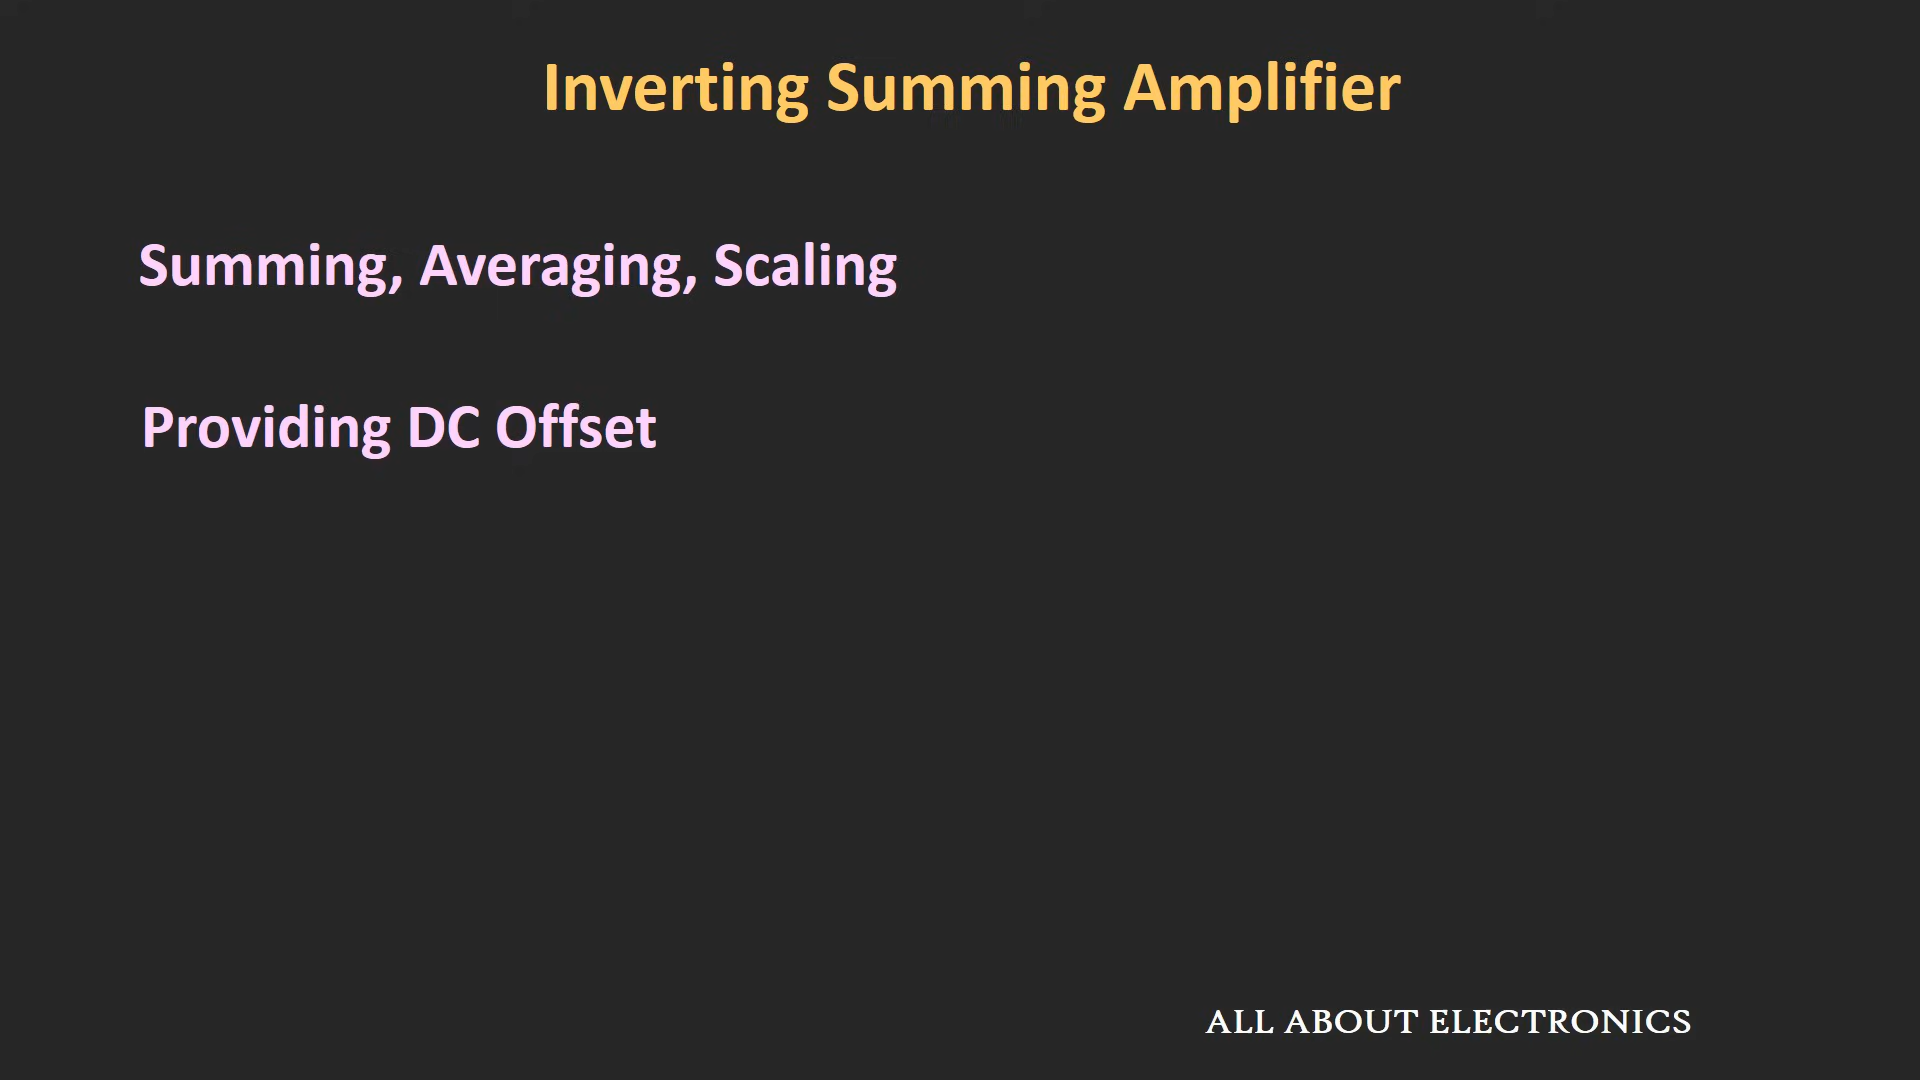 Inverting Summing Amplifier
Summing, Averaging, Scaling
Providing DC Offset
ALL ABOUT ELECTRONICS